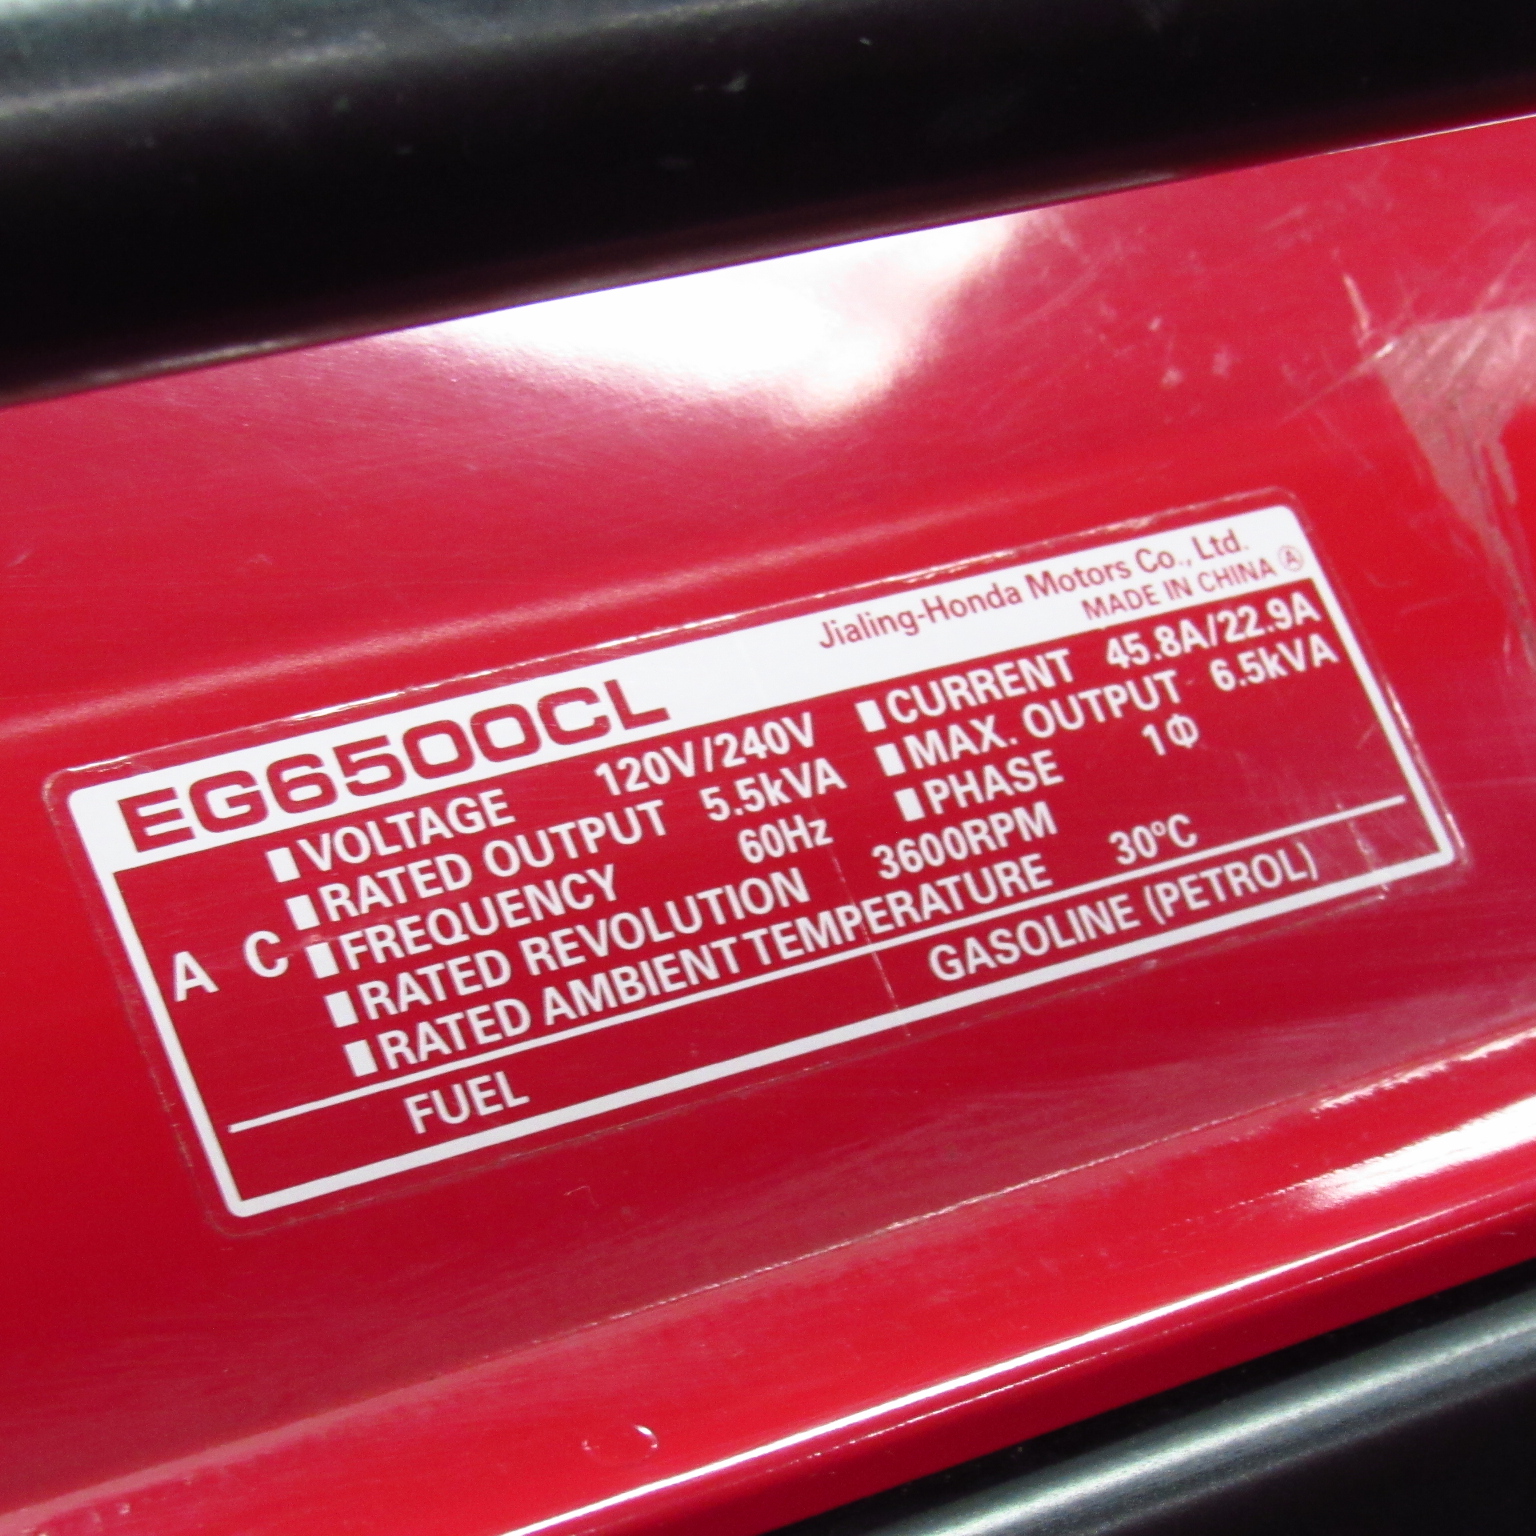 EG6500CL
Jialing-Honda Motors Co., Ltd.
MADE IN CHINA Ⓐ
A C
VOLTAGE 120V/240V
CURRENT 45.8A/22.9A
RATED OUTPUT 5.5kVA
MAX. OUTPUT 6.5kVA
FREQUENCY 60Hz
PHASE 1Φ
RATED REVOLUTION 3600RPM
RATED AMBIENT TEMPERATURE 30°C
FUEL GASOLINE (PETROL)